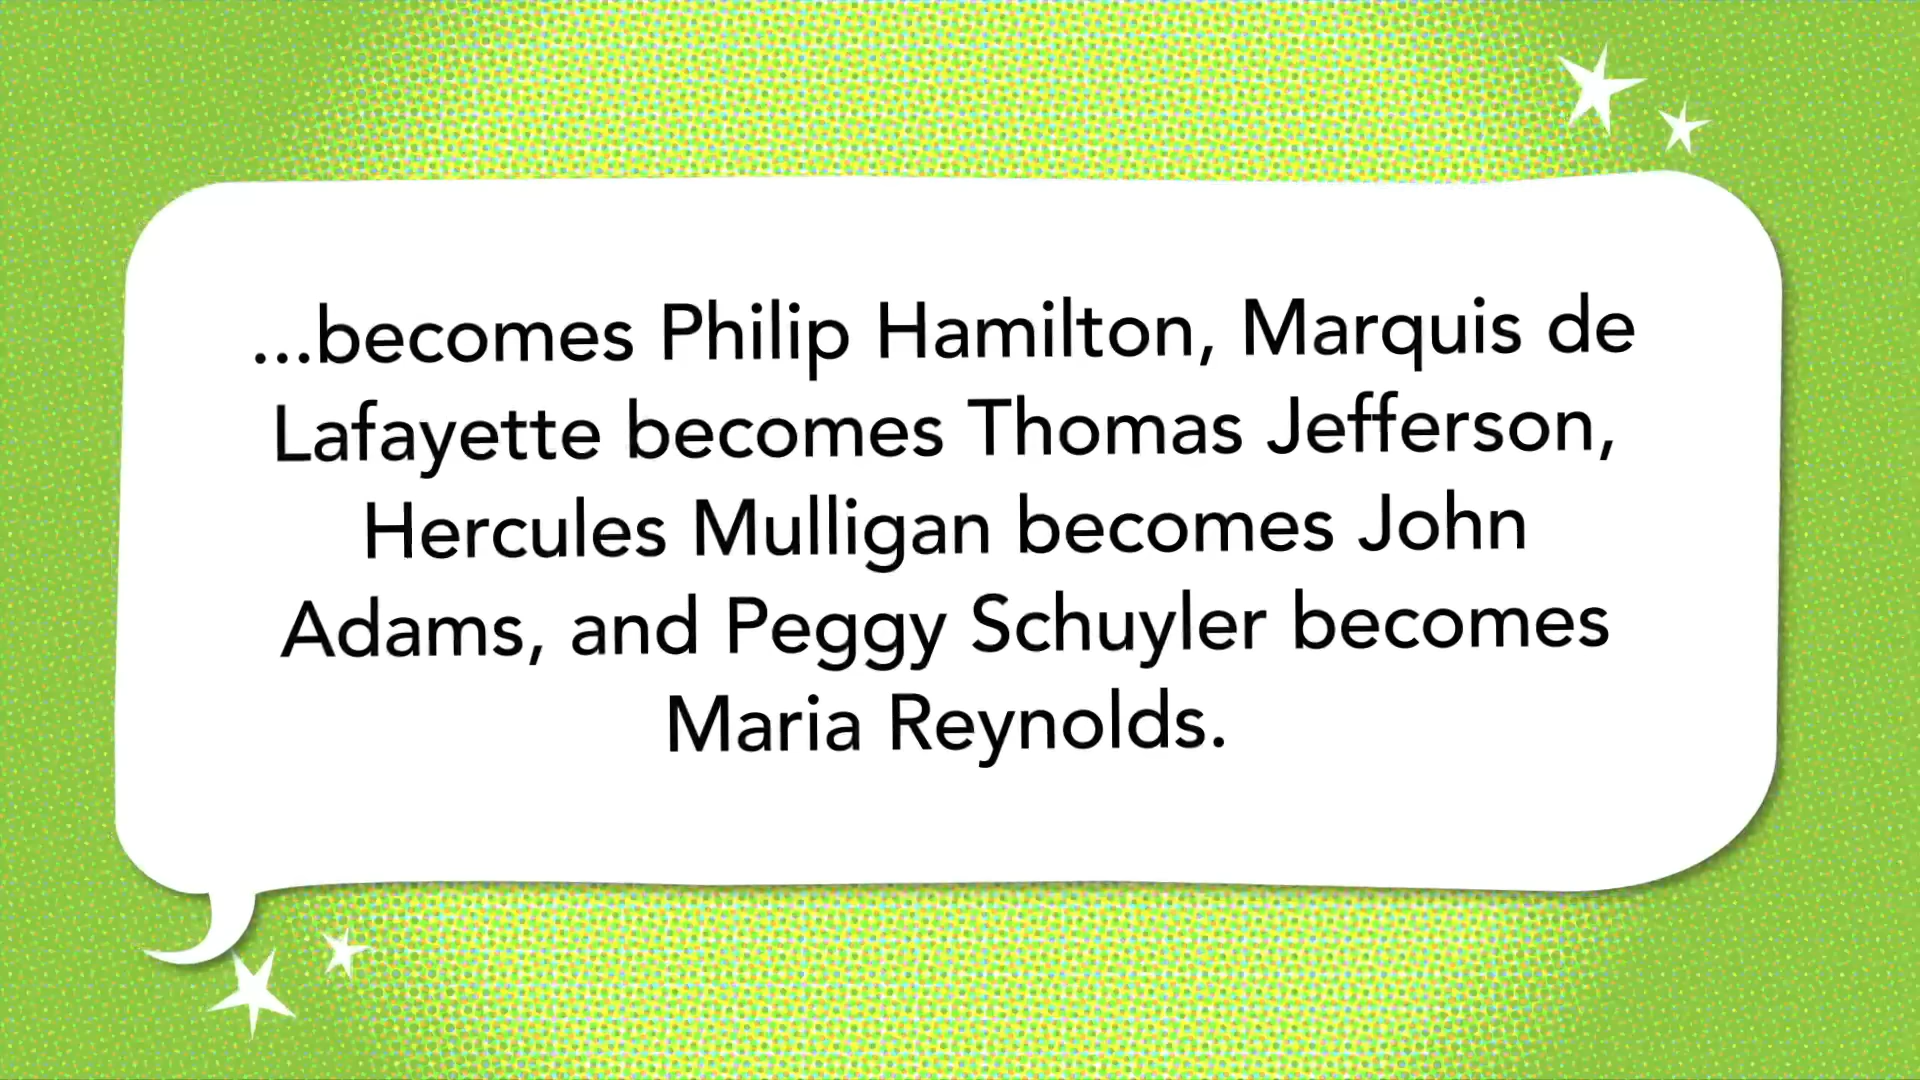 ...becomes Philip Hamilton, Marquis de
Lafayette becomes Thomas Jefferson,
Hercules Mulligan becomes John
Adams, and Peggy Schuyler becomes
Maria Reynolds.